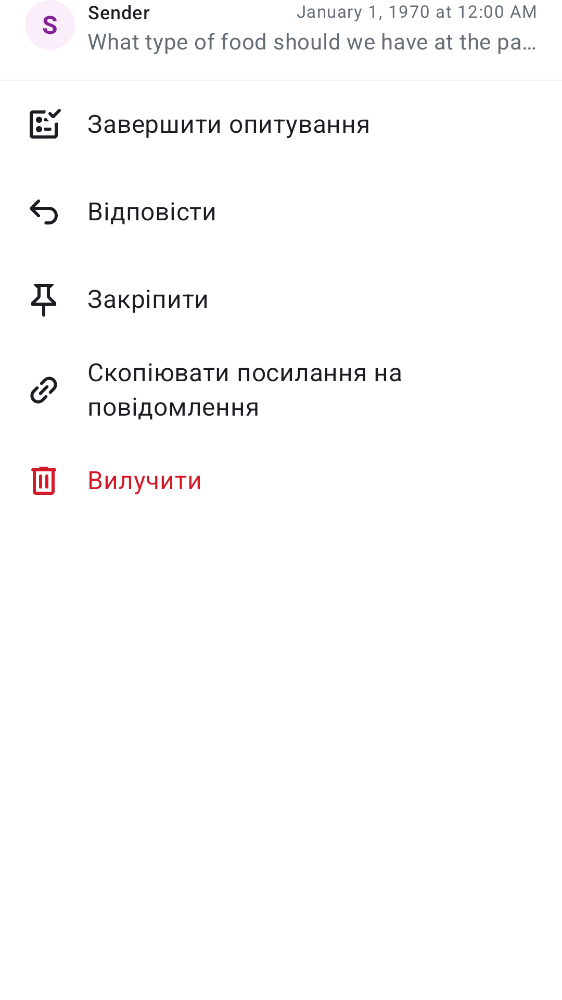 S
Sender
January 1, 1970 at 12:00 AM
What type of food should we have at the pa…
Завершити опитування
Відповісти
Закріпити
Скопіювати посилання на
повідомлення
Вилучити